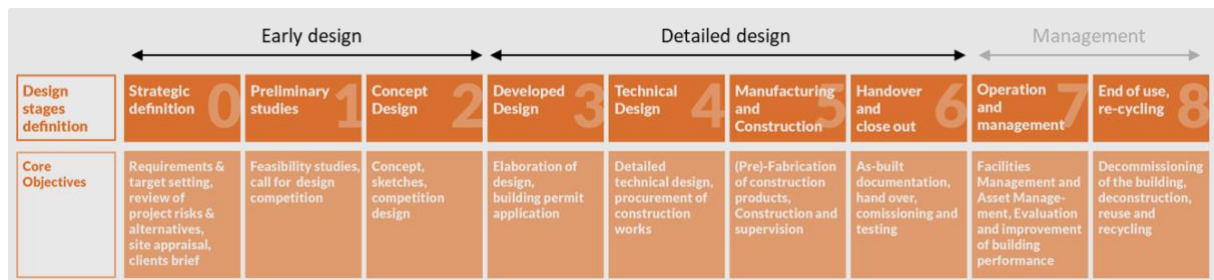 Early design
Detailed design
Management
Design
stages
definition
Strategic
definition
0
Preliminary
studies
1
Concept
Design
2
Developed
Design
3
Technical
Design
4
Manufacturing
and
Construction
5
Handover
and
close out
6
Operation
and
management
7
End of use,
re-cycling
8
Core
Objectives
Requirements &
target setting,
review of
project risks &
alternatives,
site appraisal,
clients brief
Feasibility studies,
call for design
competition
Concept,
sketches,
competition
design
Elaboration of
design,
building permit
application
Detailed
technical design,
procurement of
construction
works
(Pre)-Fabrication
of construction
products,
Construction and
supervision
As-built
documentation,
hand over,
comissioning and
testing
Facilities
Management and
Asset Manage-
ment, Evaluation
and improvement
of building
performance
Decommissioning
of the building,
deconstruction,
reuse and
recycling